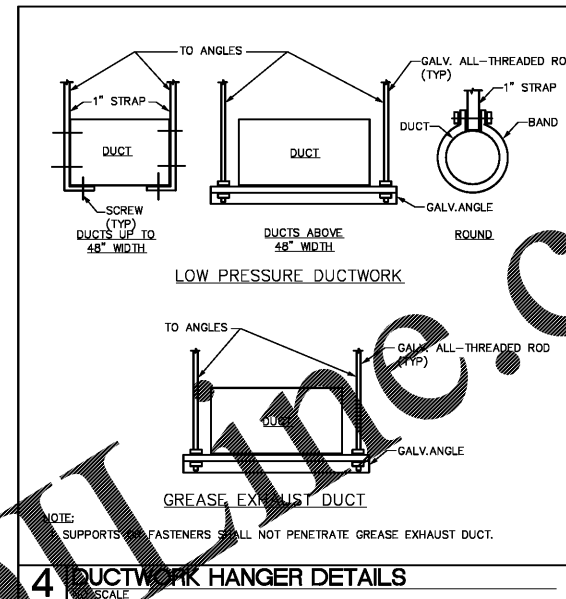 TO ANGLES
GALV. ALL-THREADED RO
(TYP)
1" STRAP
1" STRAP
DUCT
BAND
DUCT
DUCT
SCREW
(TYP)
GALV.ANGLE
DUCTS UP TO
48" WIDTH
DUCTS ABOVE
48" WIDTH
ROUND
LOW PRESSURE DUCTWORK
TO ANGLES
GALV. ALL-THREADED ROD
(TYP)
DUCT
GALV.ANGLE
GREASE EXHAUST DUCT
NOTE:
SUPPORTS FASTENERS SHALL NOT PENETRATE GREASE EXHAUST DUCT.
4 DUCTWORK HANGER DETAILS
NO SCALE
Line.c